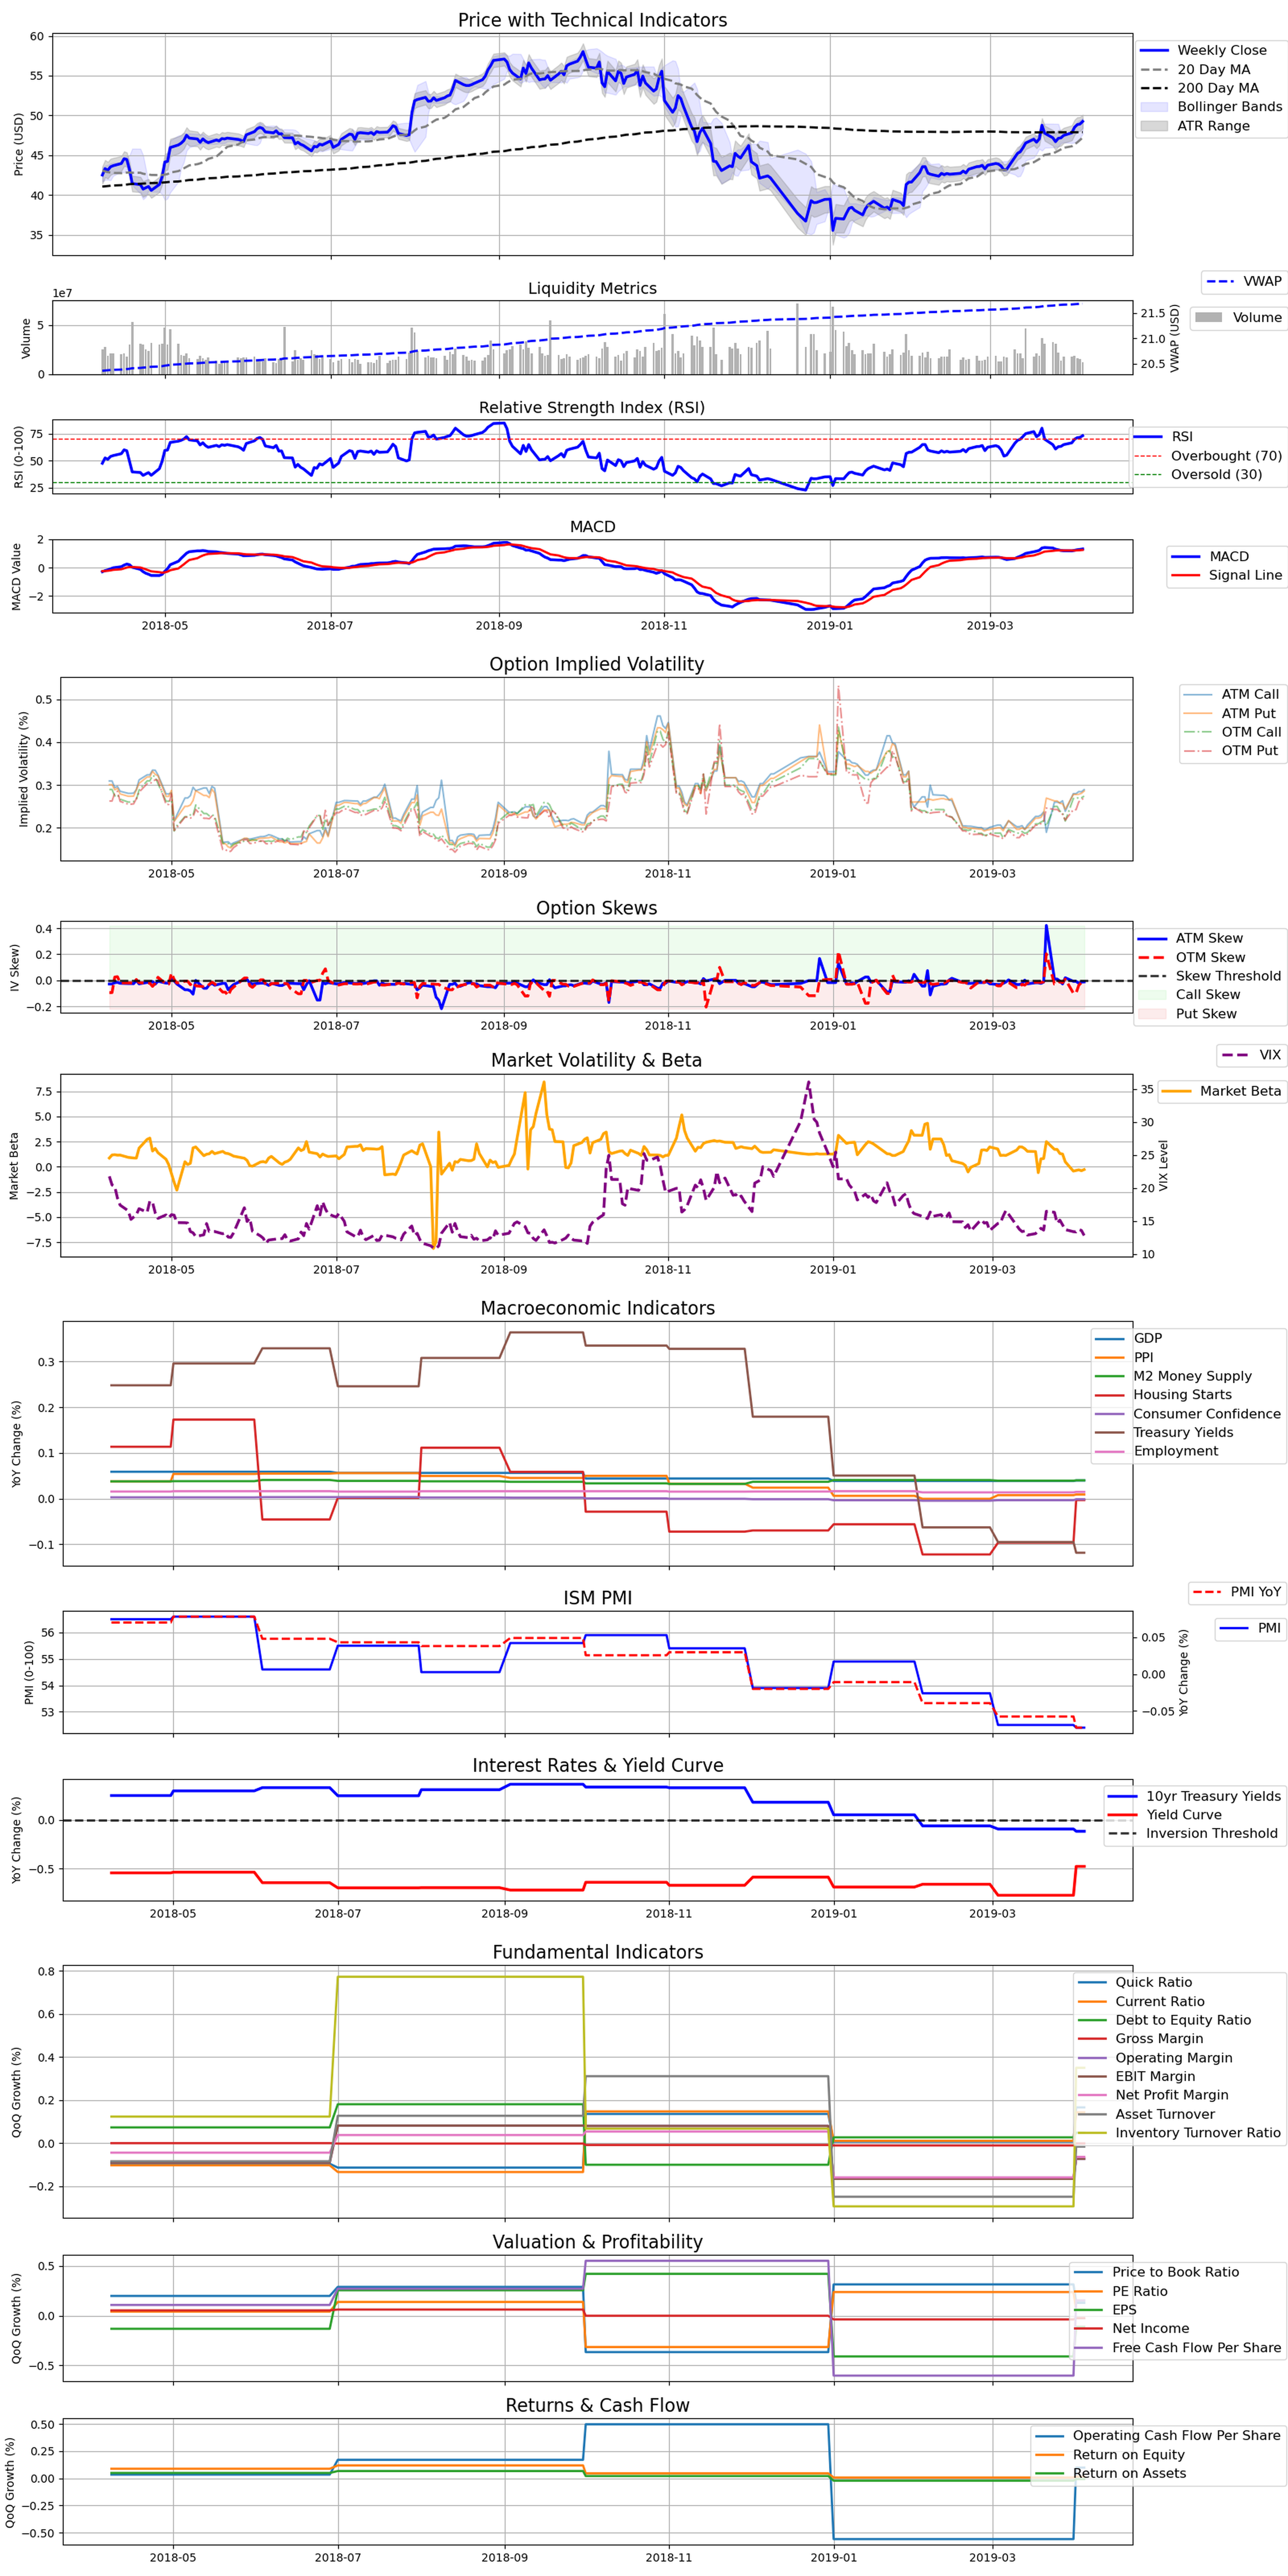 Price with Technical Indicators
Price (USD)
60
55
50
45
40
35
Weekly Close
20 Day MA
200 Day MA
Bollinger Bands
ATR Range
VWAP
Liquidity Metrics
1e7
Volume
5
0
21.5
21.0
20.5
VWAP (USD)
Volume
Relative Strength Index (RSI)
RSI (0-100)
75
50
25
RSI
Overbought (70)
Oversold (30)
MACD
MACD Value
2
0
−2
MACD
Signal Line
2018-05 2018-07 2018-09 2018-11 2019-01 2019-03
Option Implied Volatility
Implied Volatility (%)
0.5
0.4
0.3
0.2
ATM Call
ATM Put
OTM Call
OTM Put
2018-05 2018-07 2018-09 2018-11 2019-01 2019-03
Option Skews
IV Skew)
0.4
0.2
0.0
−0.2
ATM Skew
OTM Skew
Skew Threshold
Call Skew
Put Skew
2018-05 2018-07 2018-09 2018-11 2019-01 2019-03
VIX
Market Volatility & Beta
Market Beta
7.5
5.0
2.5
0.0
−2.5
−5.0
−7.5
35
30
25
20
15
10
VIX Level
Market Beta
2018-05 2018-07 2018-09 2018-11 2019-01 2019-03
Macroeconomic Indicators
YoY Change (%)
0.3
0.2
0.1
0.0
−0.1
GDP
PPI
M2 Money Supply
Housing Starts
Consumer Confidence
Treasury Yields
Employment
PMI YoY
ISM PMI
PMI (0-100)
56
55
54
53
0.05
0.00
−0.05
YoY Change (%)
PMI
Interest Rates & Yield Curve
YoY Change (%)
0.0
−0.5
10yr Treasury Yields
Yield Curve
Inversion Threshold
2018-05 2018-07 2018-09 2018-11 2019-01 2019-03
Fundamental Indicators
QoQ Growth (%)
0.8
0.6
0.4
0.2
0.0
−0.2
Quick Ratio
Current Ratio
Debt to Equity Ratio
Gross Margin
Operating Margin
EBIT Margin
Net Profit Margin
Asset Turnover
Inventory Turnover Ratio
Valuation & Profitability
QoQ Growth (%)
0.5
0.0
−0.5
Price to Book Ratio
PE Ratio
EPS
Net Income
Free Cash Flow Per Share
Returns & Cash Flow
QoQ Growth (%)
0.50
0.25
0.00
−0.25
−0.50
Operating Cash Flow Per Share
Return on Equity
Return on Assets
2018-05 2018-07 2018-09 2018-11 2019-01 2019-03